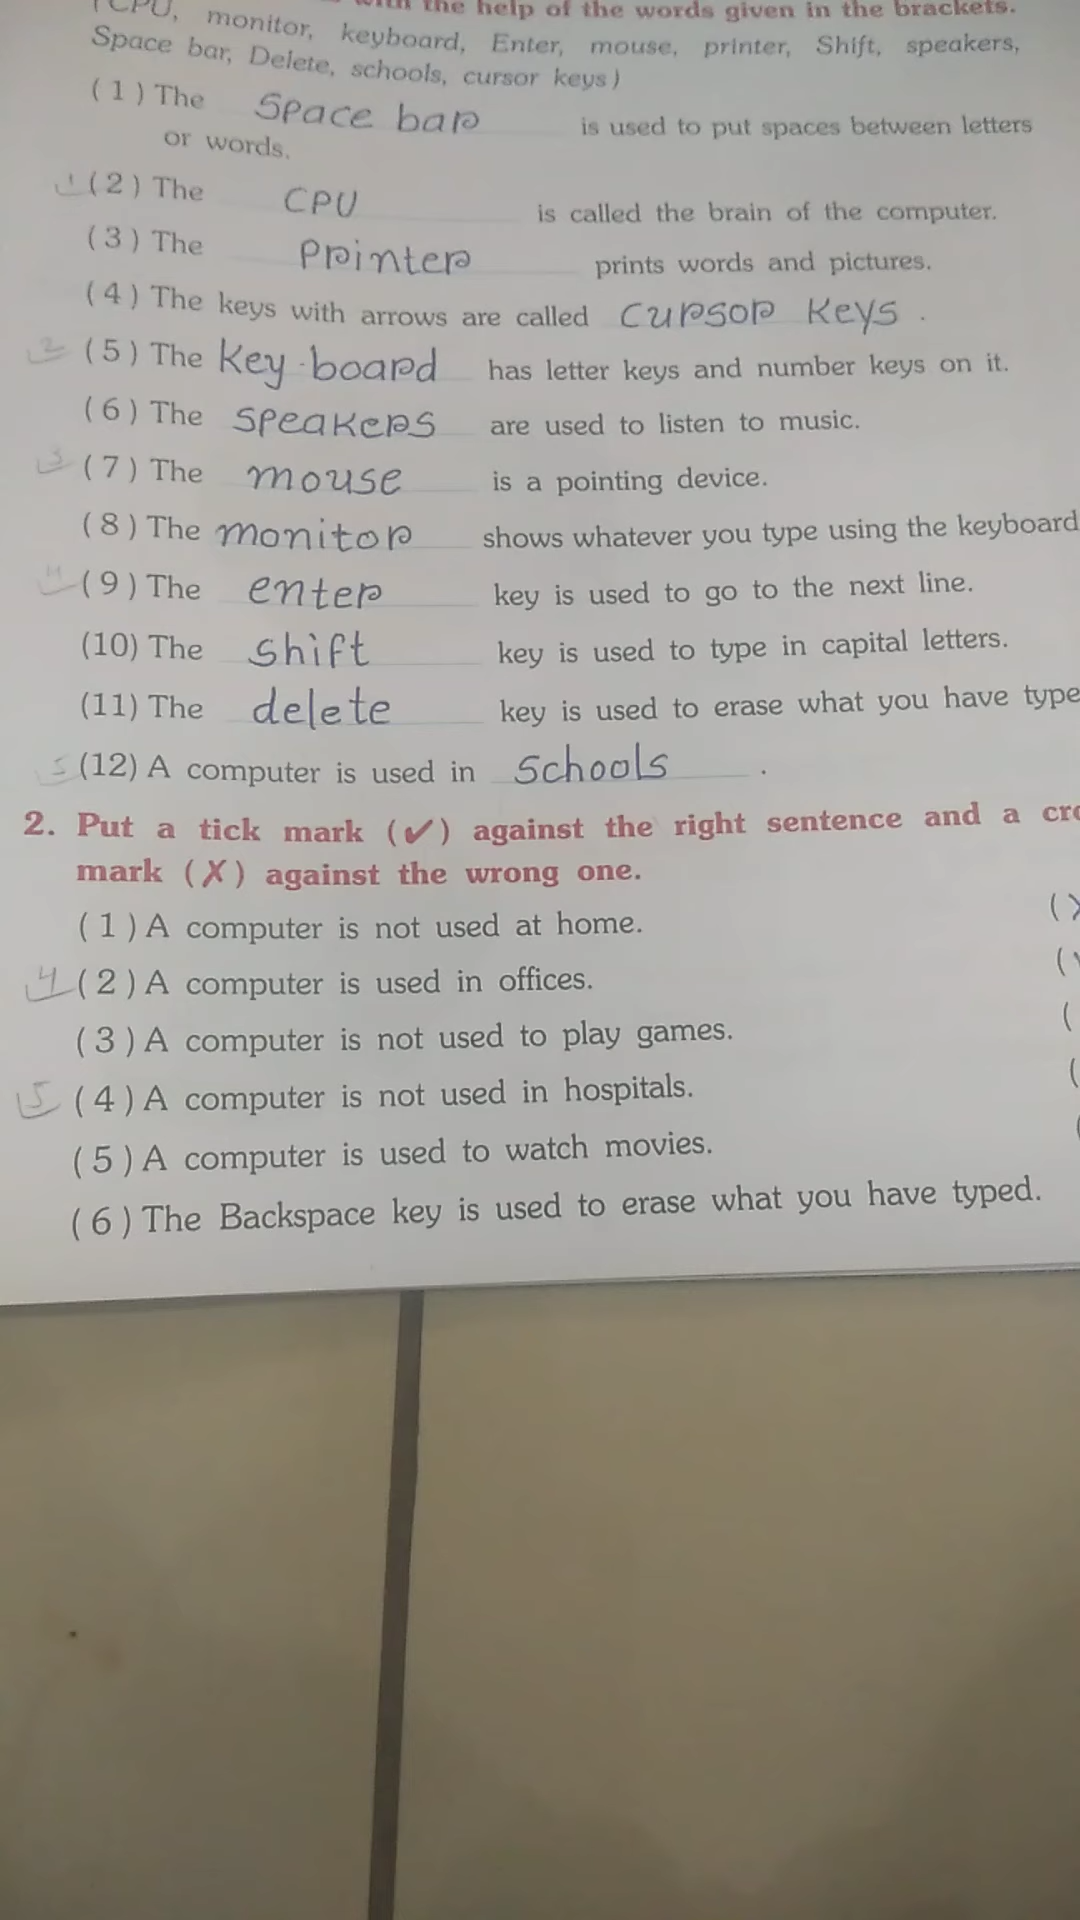 with the help of the words given in the brackets.
(CPU, monitor, keyboard, Enter, mouse, printer, Shift, speakers,
Space bar, Delete, schools, cursor keys)
(1) The Space bar is used to put spaces between letters
or words.
1 (2) The CPU is called the brain of the computer.
(3) The Printer prints words and pictures.
(4) The keys with arrows are called cursor keys.
2 (5) The Key board has letter keys and number keys on it.
(6) The speakers are used to listen to music.
3 (7) The mouse is a pointing device.
(8) The monitor shows whatever you type using the keyboard
4 (9) The enter key is used to go to the next line.
(10) The shift key is used to type in capital letters.
(11) The delete key is used to erase what you have type
5 (12) A computer is used in Schools.
2. Put a tick mark (✓) against the right sentence and a cro
mark (✗) against the wrong one.
(1) A computer is not used at home. (
4 (2) A computer is used in offices. (
(3) A computer is not used to play games. (
5 (4) A computer is not used in hospitals. (
(5) A computer is used to watch movies. (
(6) The Backspace key is used to erase what you have typed.